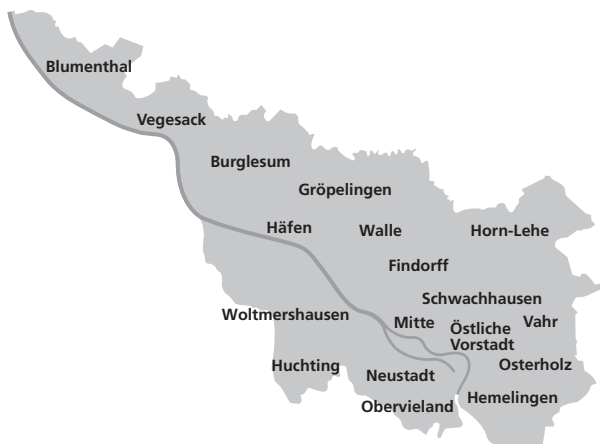 Blumenthal
Vegesack
Burglesum
Gröpelingen
Häfen
Walle
Horn-Lehe
Findorff
Schwachhausen
Woltmershausen
Mitte
Östliche
Vorstadt
Vahr
Huchting
Neustadt
Osterholz
Obervieland
Hemelingen